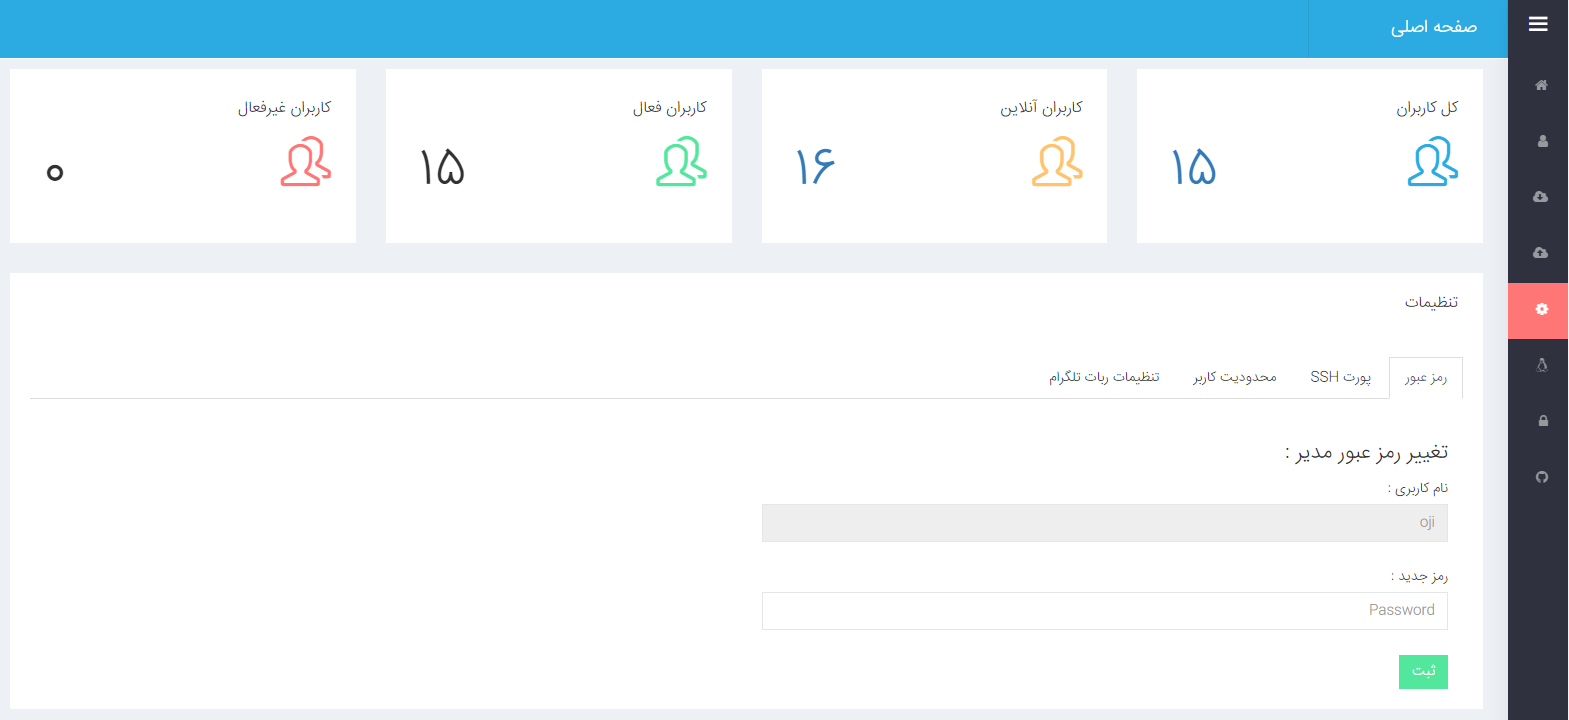 صفحه اصلی
کل کاربران
۱۵
کاربران آنلاین
۱۶
کاربران فعال
۱۵
کاربران غیرفعال
۰
تنظیمات
رمز عبور
پورت SSH
محدودیت کاربر
تنظیمات ربات تلگرام
تغییر رمز عبور مدیر :
نام کاربری :
oji
رمز جدید :
Password
ثبت